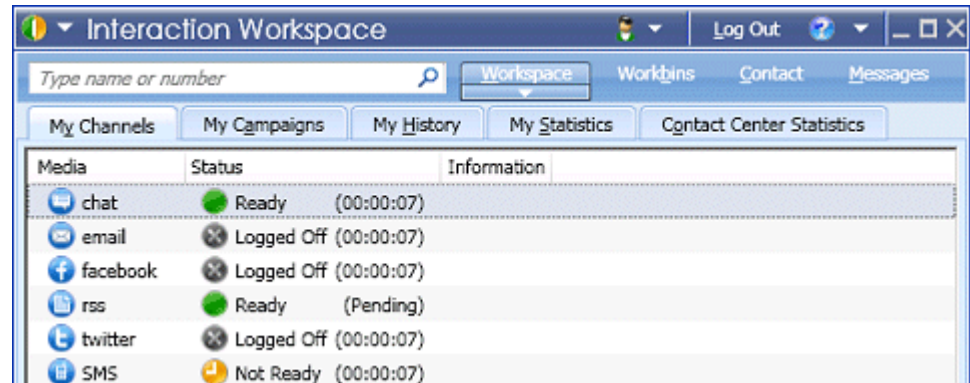 Interaction Workspace Log Out
Type name or number Workspace Workbins Contact Messages
My Channels My Campaigns My History My Statistics Contact Center Statistics
Media Status Information
chat Ready (00:00:07)
email Logged Off (00:00:07)
facebook Logged Off (00:00:07)
rss Ready (Pending)
twitter Logged Off (00:00:07)
SMS Not Ready (00:00:07)